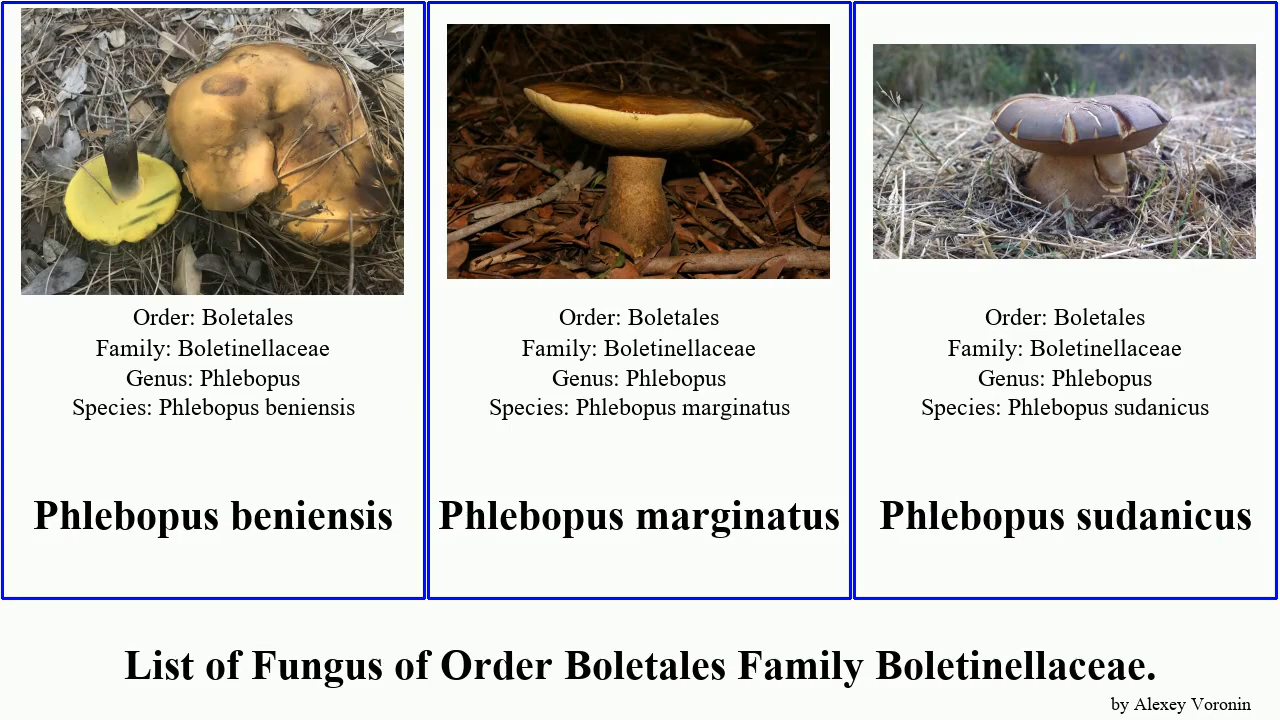 Order: Boletales
Family: Boletinellaceae
Genus: Phlebopus
Species: Phlebopus beniensis
Phlebopus beniensis
Order: Boletales
Family: Boletinellaceae
Genus: Phlebopus
Species: Phlebopus marginatus
Phlebopus marginatus
Order: Boletales
Family: Boletinellaceae
Genus: Phlebopus
Species: Phlebopus sudanicus
Phlebopus sudanicus
List of Fungus of Order Boletales Family Boletinellaceae.
by Alexey Voronin